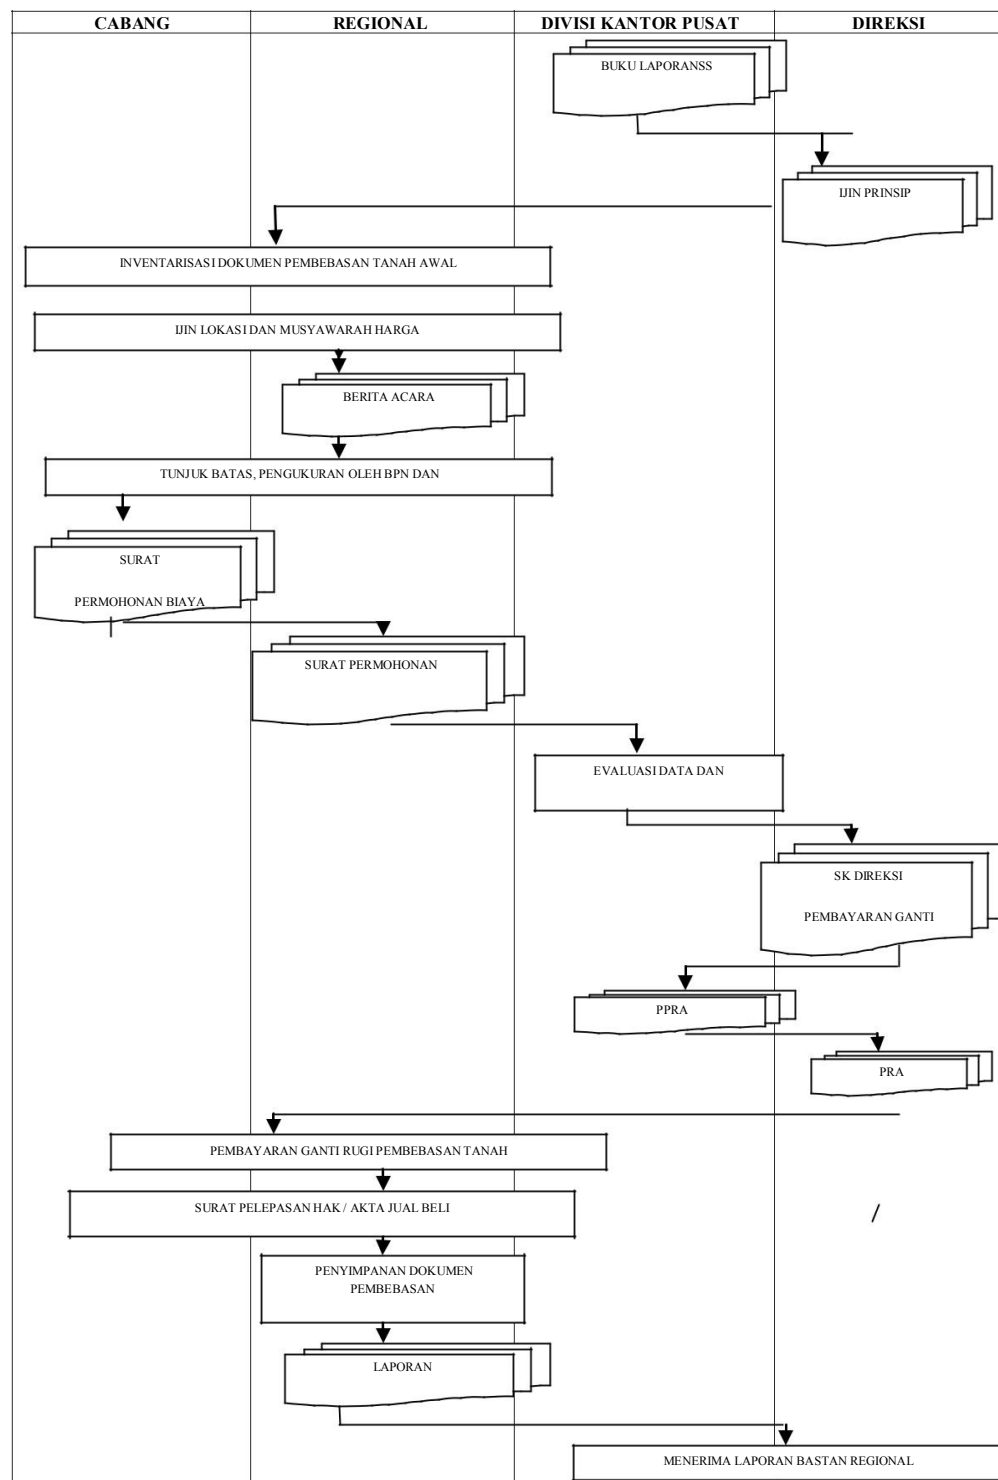 CABANG REGIONAL DIVISI KANTOR PUSAT DIREKSI
BUKU LAPORANSS
IJIN PRINSIP
INVENTARISASI DOKUMEN PEMBEBASAN TANAH AWAL
IJIN LOKASI DAN MUSYAWARAH HARGA
BERITA ACARA
TUNJUK BATAS, PENGUKURAN OLEH BPN DAN
SURAT
PERMOHONAN BIAYA
SURAT PERMOHONAN
EVALUASI DATA DAN
SK DIREKSI
PEMBAYARAN GANTI
PPRA
PRA
PEMBAYARAN GANTI RUGI PEMBEBASAN TANAH
SURAT PELEPASAN HAK / AKTA JUAL BELI
/
PENYIMPANAN DOKUMEN
PEMBEBASAN
LAPORAN
MENERIMA LAPORAN BASTAN REGIONAL